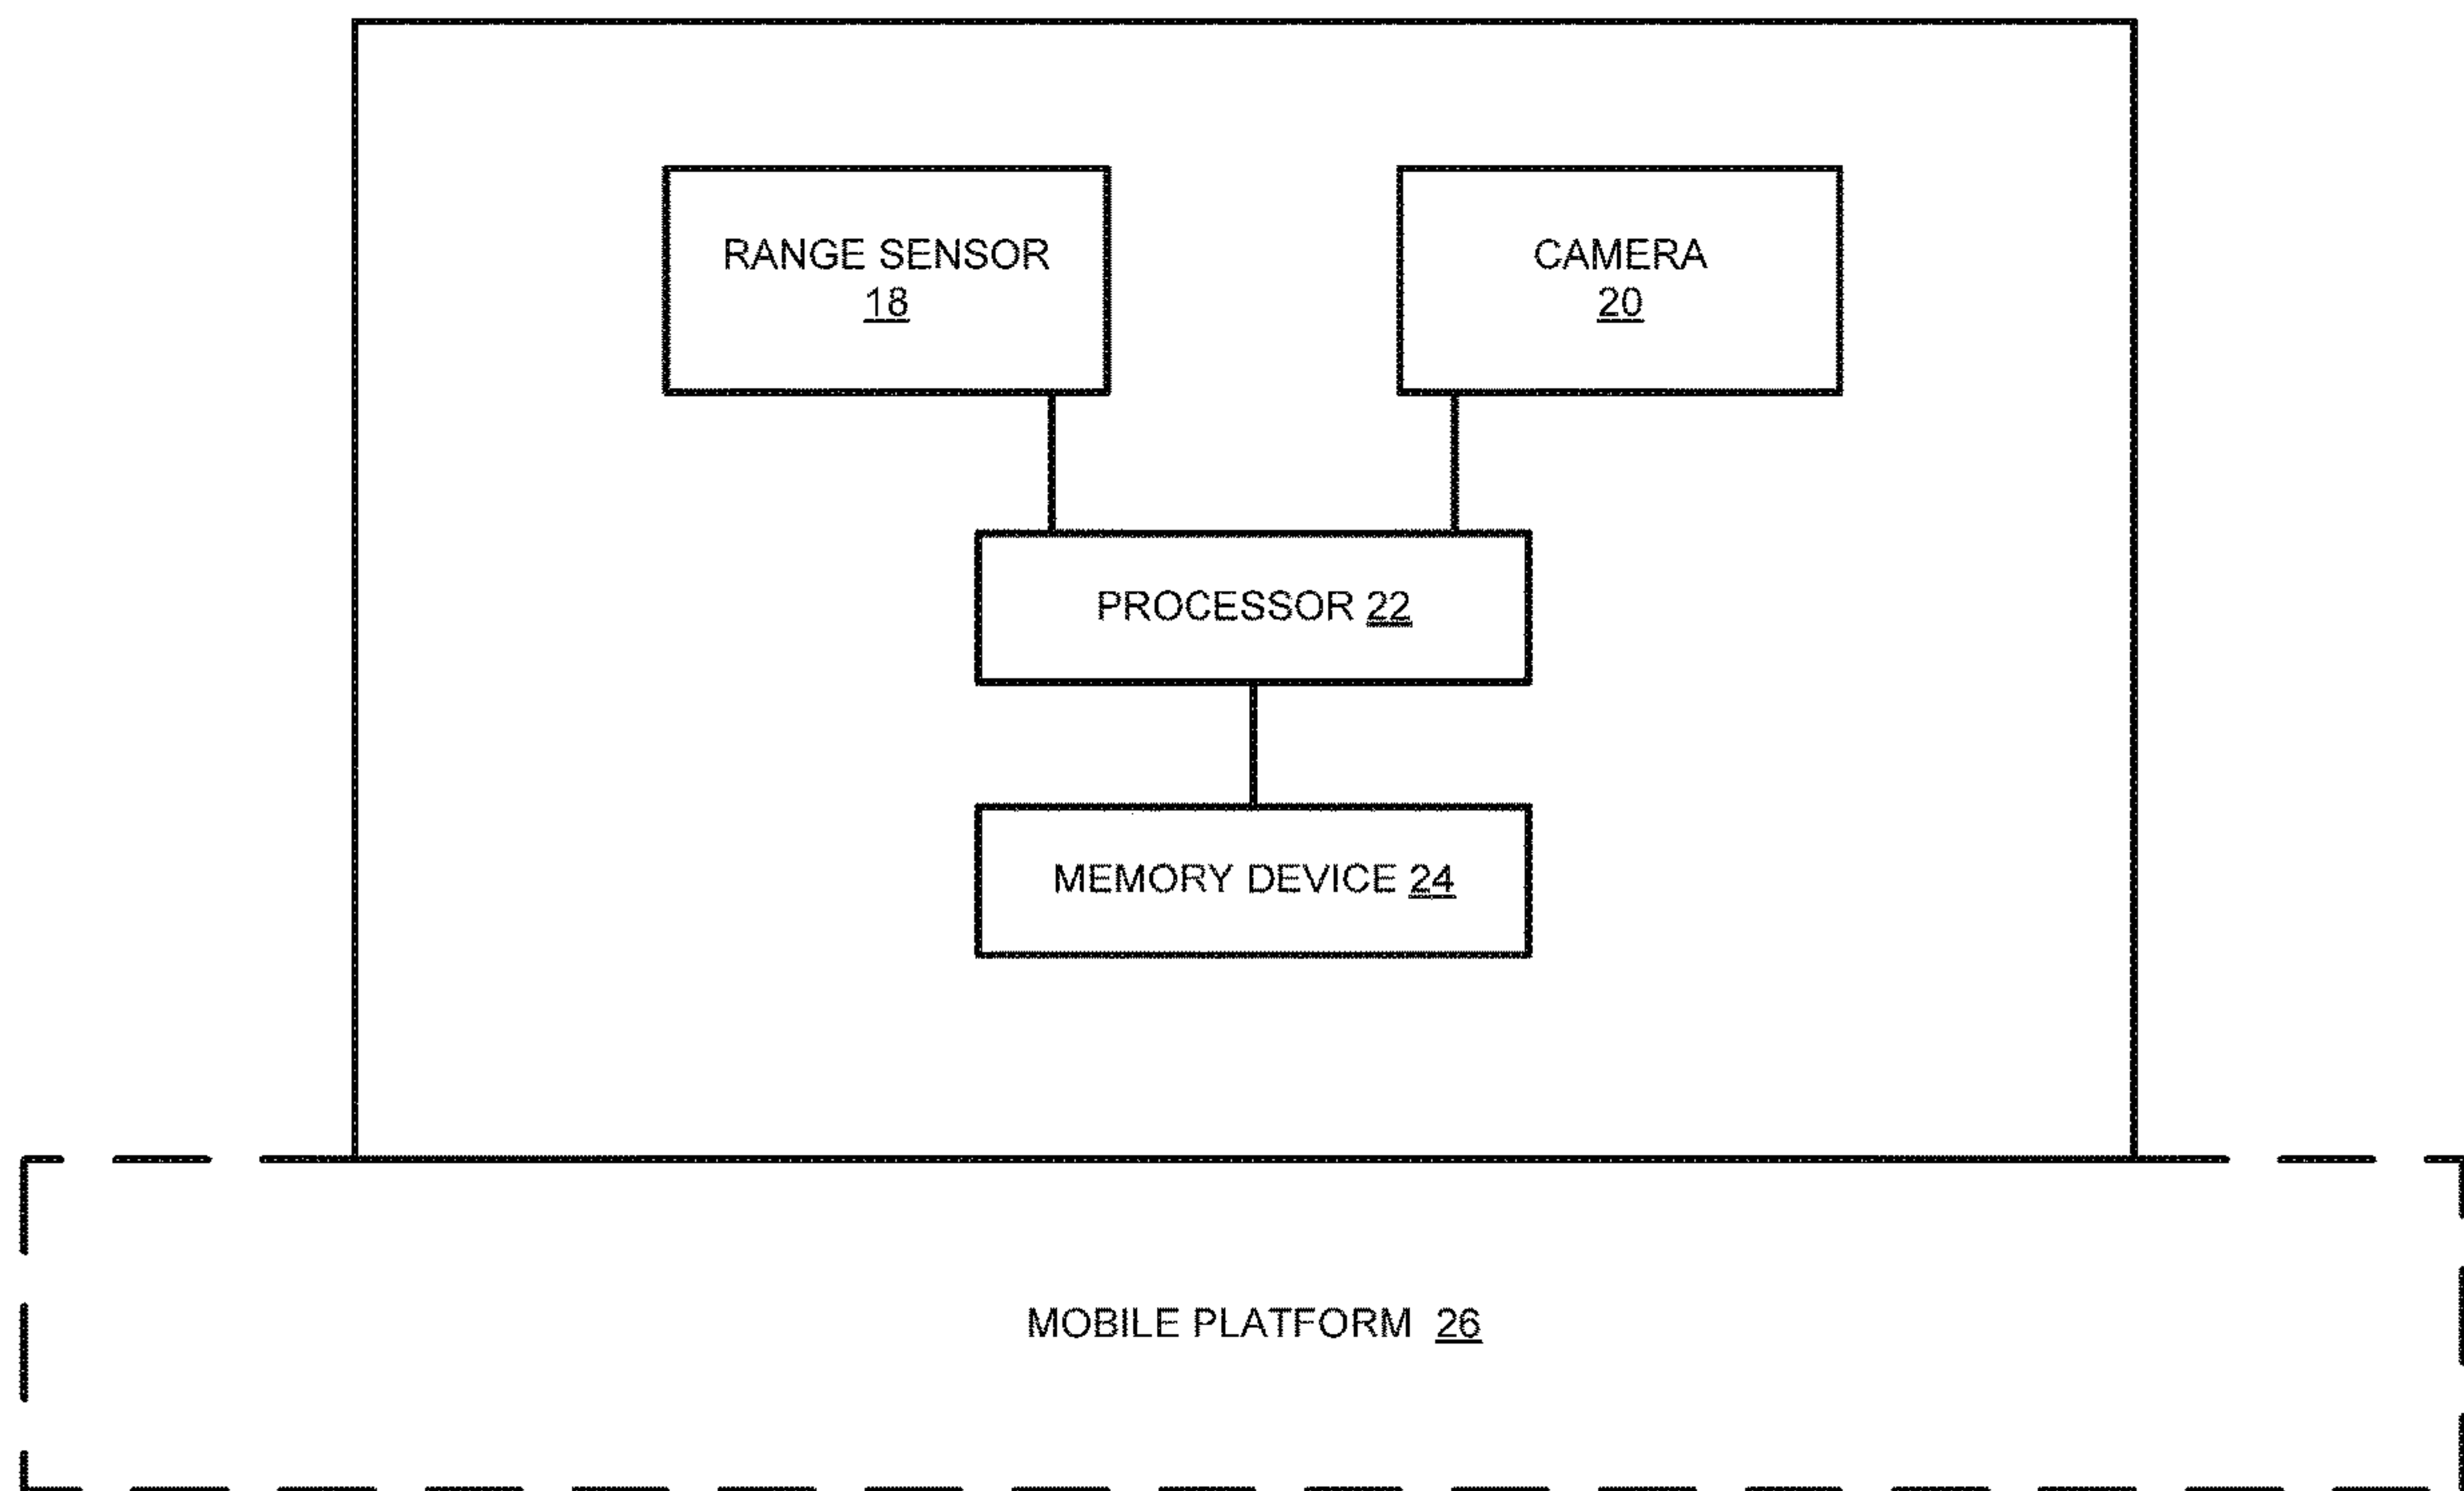 RANGE SENSOR
18
CAMERA
20
PROCESSOR 22
MEMORY DEVICE 24
MOBILE PLATFORM 26